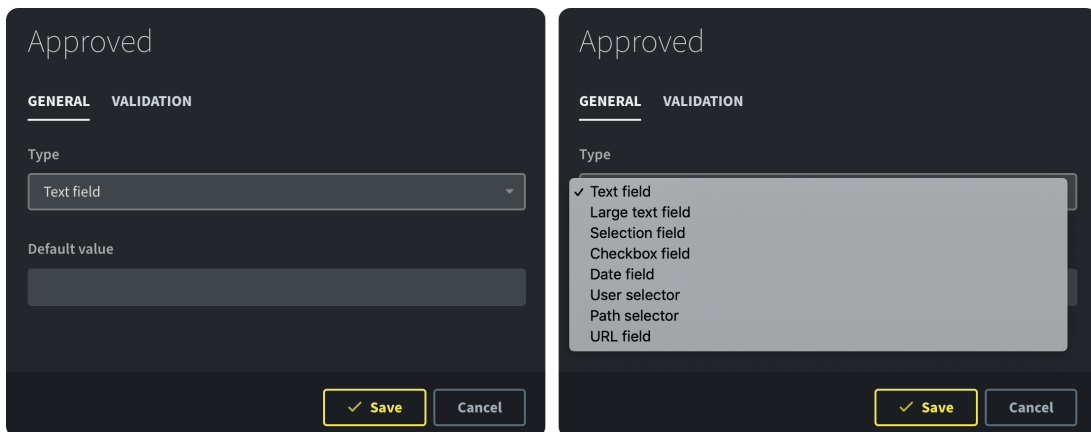 Approved
GENERAL VALIDATION
Type
Text field
Default value
Save Cancel
Approved
GENERAL VALIDATION
Type
Text field
Large text field
Selection field
Checkbox field
Date field
User selector
Path selector
URL field
Save Cancel